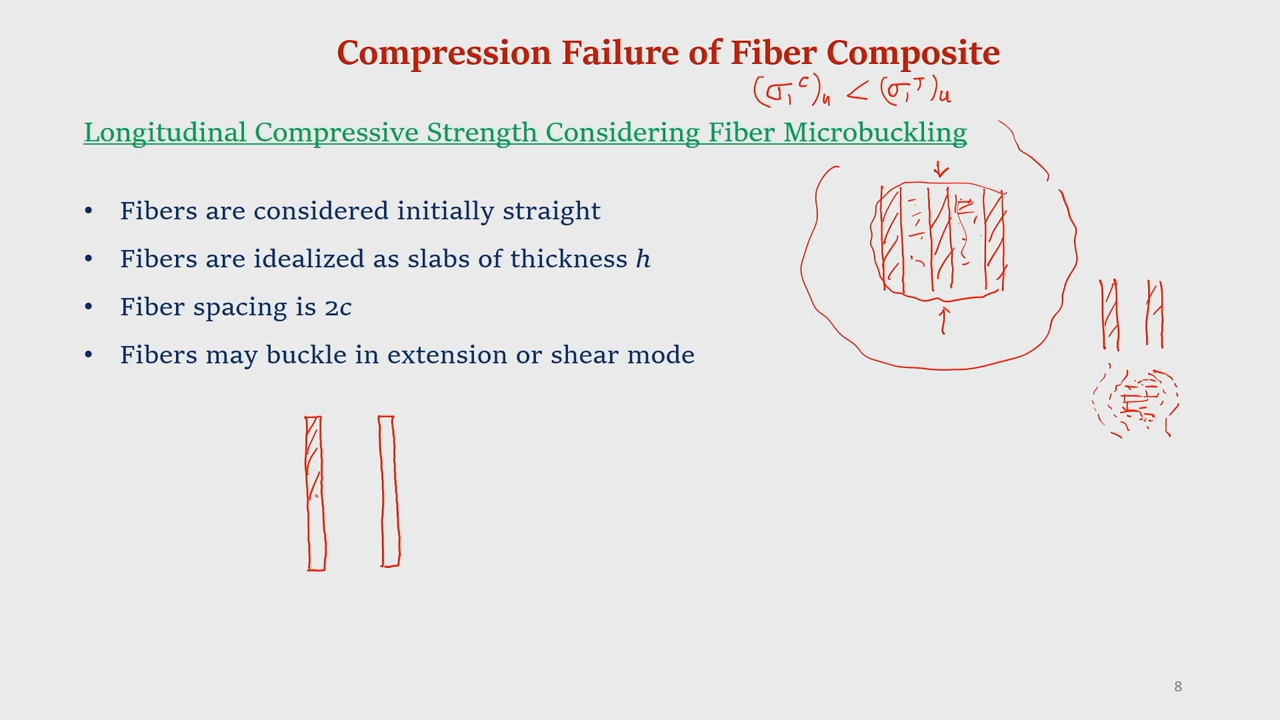 Compression Failure of Fiber Composite
(σ₁ᶜ)ᵤ < (σ₁ᵀ)ᵤ
Longitudinal Compressive Strength Considering Fiber Microbuckling
• Fibers are considered initially straight
• Fibers are idealized as slabs of thickness h
• Fiber spacing is 2c
• Fibers may buckle in extension or shear mode
8